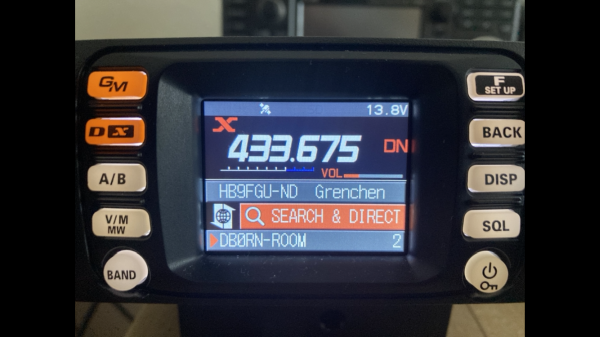 GM
F
SET UP
13.8V
X
DX
BACK
433.675
DN
VOL
A/B
DISP
HB9FGU-ND Grenchen
V/M
MW
SEARCH & DIRECT
SQL
DBØRN-ROOM 2
BAND